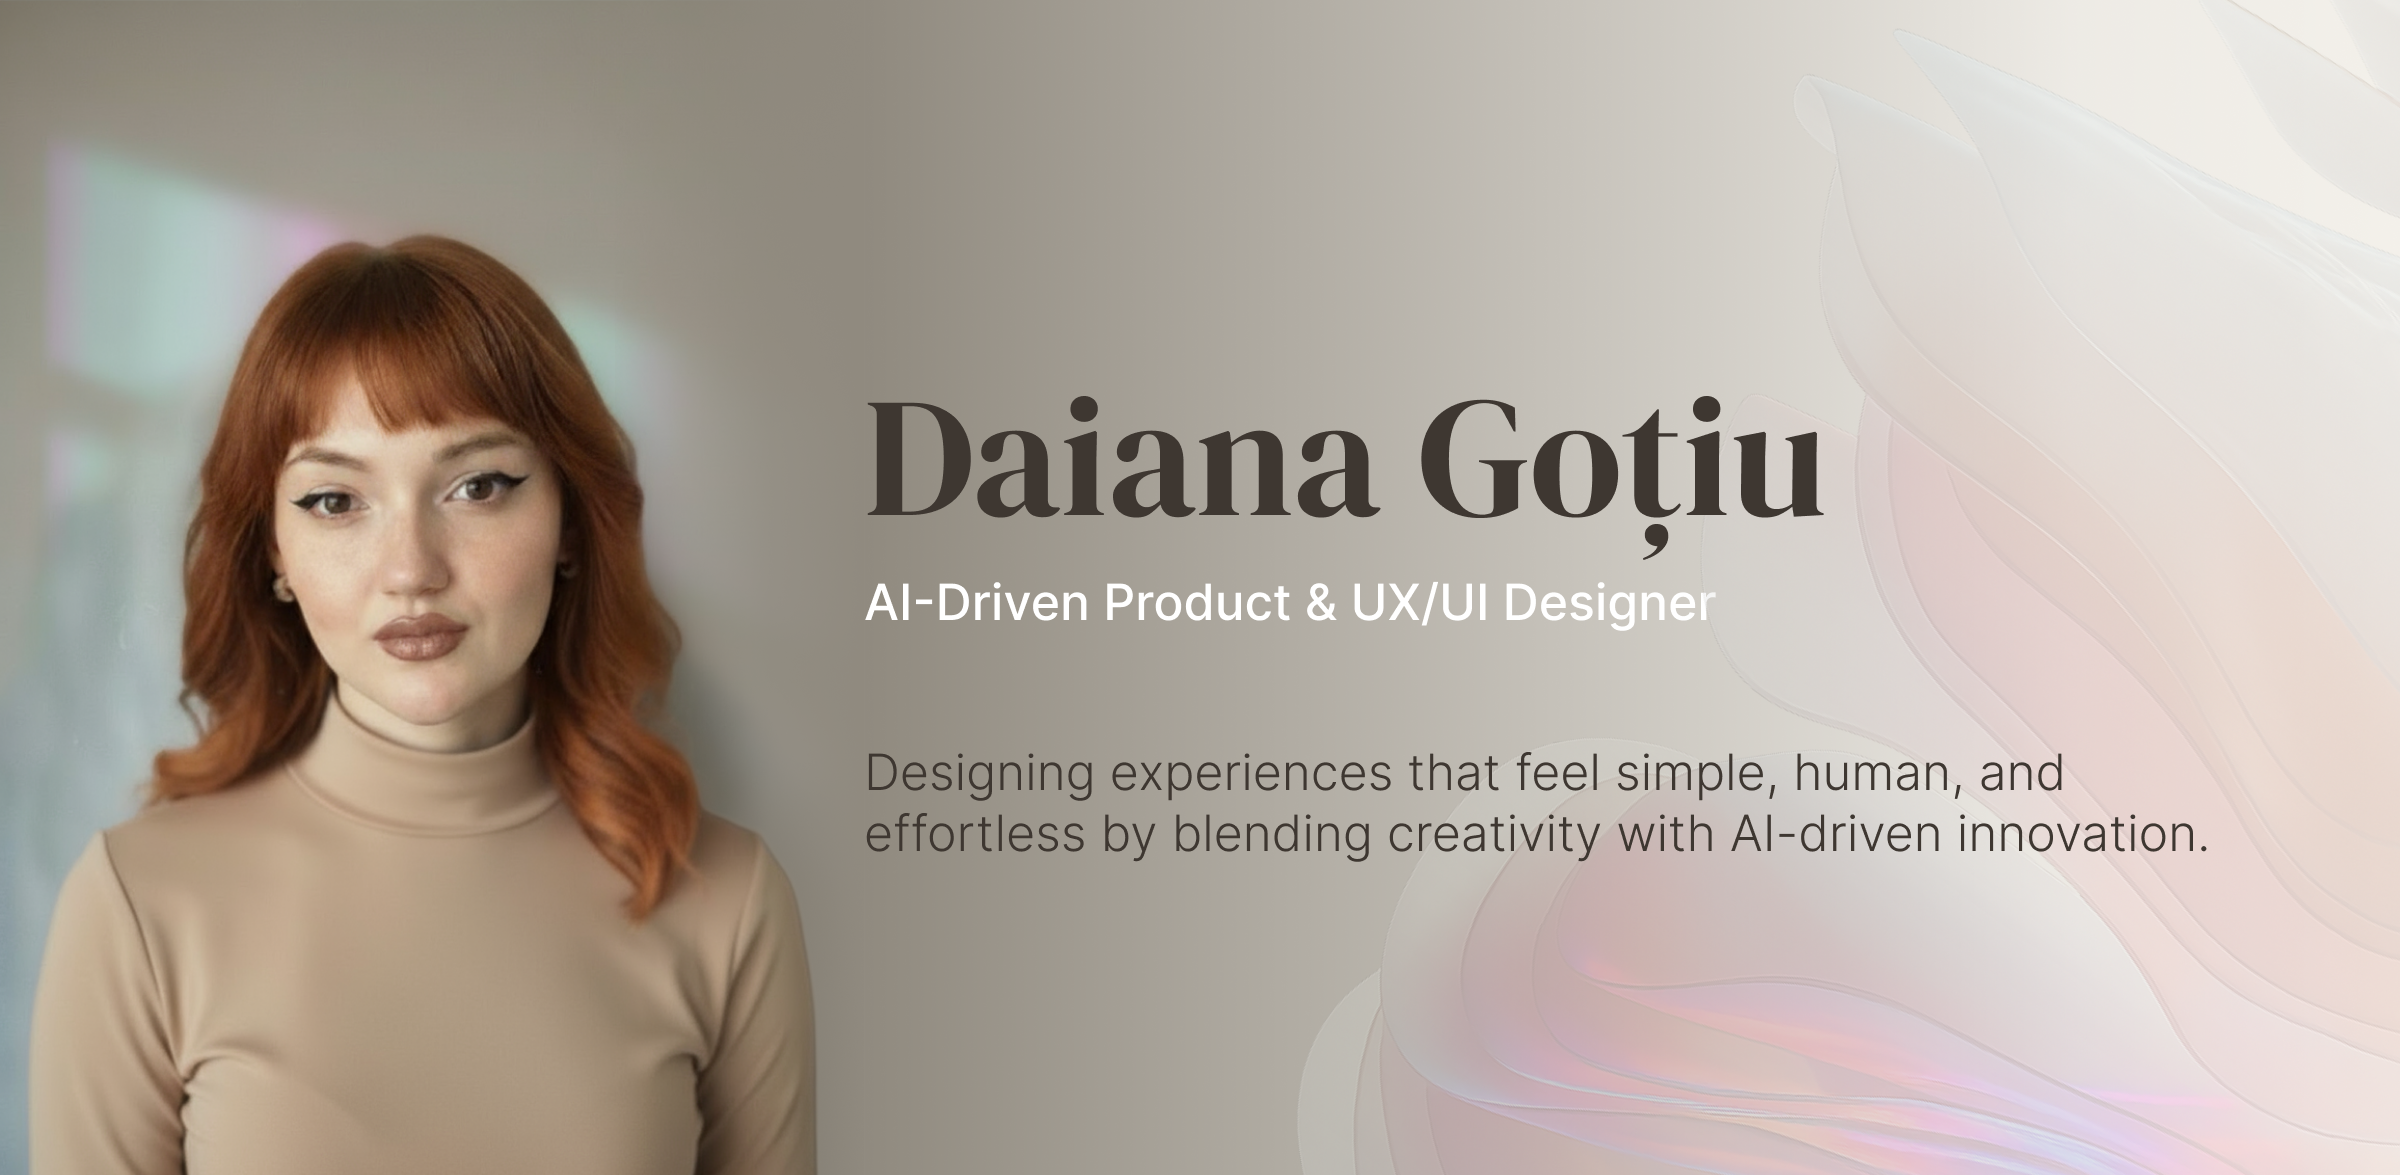 Daiana Goțiu
AI-Driven Product & UX/UI Designer
Designing experiences that feel simple, human, and
effortless by blending creativity with AI-driven innovation.